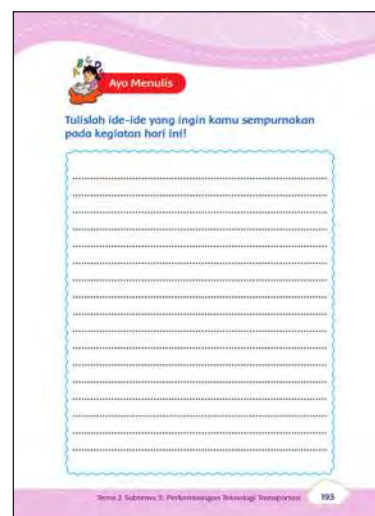 ABCDE
Ayo Menulis
Tulislah ide-ide yang ingin kamu sempurnakan
pada kegiatan hari ini!
Tema 2 Subtema 3: Perkembangan Teknologi Transportasi 193